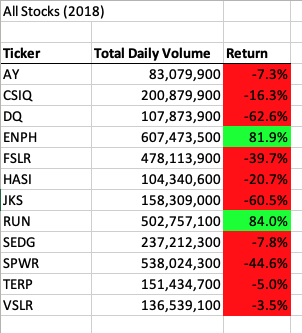 All Stocks (2018)
Ticker Total Daily Volume Return
AY 83,079,900 -7.3%
CSIQ 200,879,900 -16.3%
DQ 107,873,900 -62.6%
ENPH 607,473,500 81.9%
FSLR 478,113,900 -39.7%
HASI 104,340,600 -20.7%
JKS 158,309,000 -60.5%
RUN 502,757,100 84.0%
SEDG 237,212,300 -7.8%
SPWR 538,024,300 -44.6%
TERP 151,434,700 -5.0%
VSLR 136,539,100 -3.5%